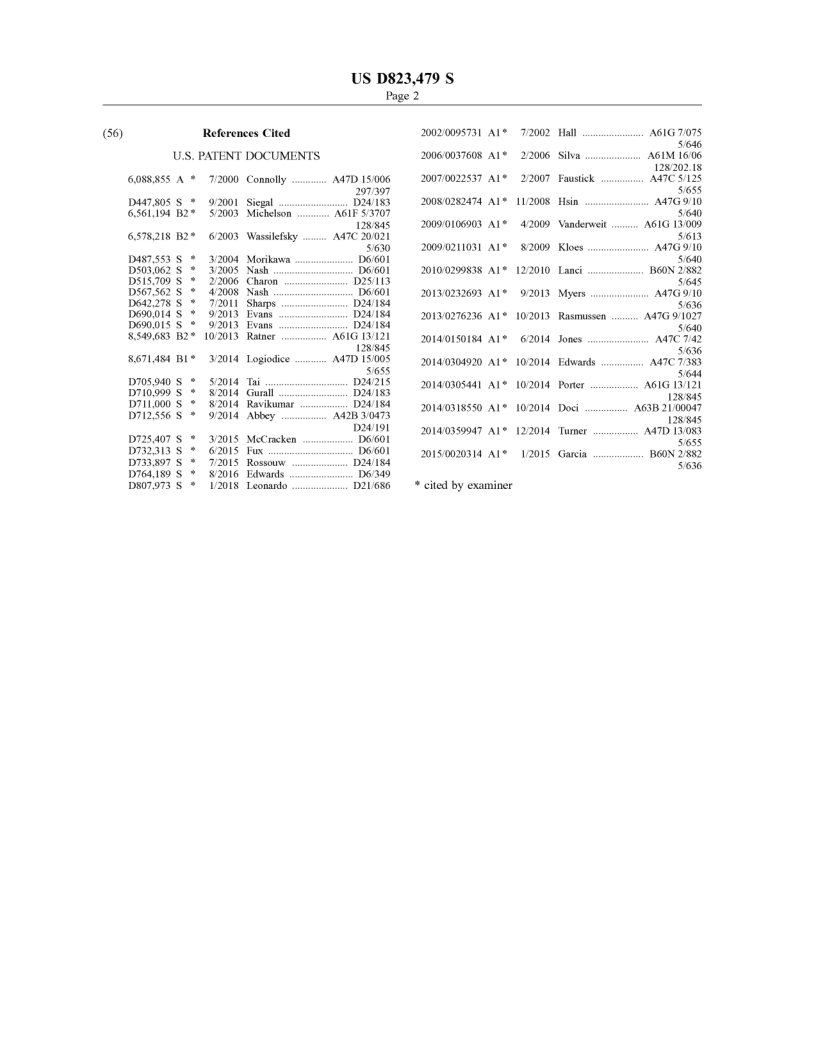 US D823,479 S
Page 2
(56) References Cited
U.S. PATENT DOCUMENTS
6,088,855 A * 7/2000 Connolly ............. A47D 15/006
297/397
D447,805 S * 9/2001 Siegal .......................... D24/183
6,561,194 B2 * 5/2003 Michelson ............ A61F 5/3707
128/845
6,578,218 B2 * 6/2003 Wassilefsky ......... A47C 20/021
5/630
D487,553 S * 3/2004 Morikawa ...................... D6/601
D503,062 S * 3/2005 Nash .............................. D6/601
D515,709 S * 2/2006 Charon ........................ D25/113
D567,562 S * 4/2008 Nash .............................. D6/601
D642,278 S * 7/2011 Sharps ......................... D24/184
D690,014 S * 9/2013 Evans .......................... D24/184
D690,015 S * 9/2013 Evans .......................... D24/184
8,549,683 B2 * 10/2013 Ratner ................. A61G 13/121
128/845
8,671,484 B1 * 3/2014 Logiodice ............ A47D 15/005
5/655
D705,940 S * 5/2014 Tai ............................... D24/215
D710,999 S * 8/2014 Gurall .......................... D24/183
D711,000 S * 8/2014 Ravikumar .................. D24/184
D712,556 S * 9/2014 Abbey ................. A42B 3/0473
D24/191
D725,407 S * 3/2015 McCracken ................... D6/601
D732,313 S * 6/2015 Fux ................................ D6/601
D733,897 S * 7/2015 Rossouw ..................... D24/184
D764,189 S * 8/2016 Edwards ........................ D6/349
D807,973 S * 1/2018 Leonardo ..................... D21/686
2002/0095731 A1 * 7/2002 Hall ....................... A61G 7/075
5/646
2006/0037608 A1 * 2/2006 Silva ..................... A61M 16/06
128/202.18
2007/0022537 A1 * 2/2007 Faustick ................ A47C 5/125
5/655
2008/0282474 A1 * 11/2008 Hsin ........................ A47G 9/10
5/640
2009/0106903 A1 * 4/2009 Vanderweit .......... A61G 13/009
5/613
2009/0211031 A1 * 8/2009 Kloes ....................... A47G 9/10
5/640
2010/0299838 A1 * 12/2010 Lanci ..................... B60N 2/882
5/645
2013/0232693 A1 * 9/2013 Myers ...................... A47G 9/10
5/636
2013/0276236 A1 * 10/2013 Rasmussen .......... A47G 9/1027
5/640
2014/0150184 A1 * 6/2014 Jones ....................... A47C 7/42
5/636
2014/0304920 A1 * 10/2014 Edwards ................ A47C 7/383
5/644
2014/0305441 A1 * 10/2014 Porter .................. A61G 13/121
128/845
2014/0318550 A1 * 10/2014 Doci ................ A63B 21/00047
128/845
2014/0359947 A1 * 12/2014 Turner ................. A47D 13/083
5/655
2015/0020314 A1 * 1/2015 Garcia ................... B60N 2/882
5/636
* cited by examiner